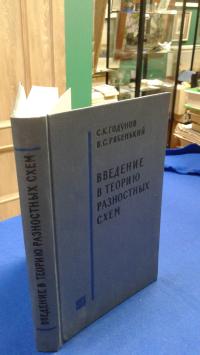 С.К.ГОДУНОВ
В.С.РЯБЕНЬКИЙ
ВВЕДЕНИЕ
В ТЕОРИЮ
РАЗНОСТНЫХ
СХЕМ
ВВЕДЕНИЕ В ТЕОРИЮ РАЗНОСТНЫХ СХЕМ